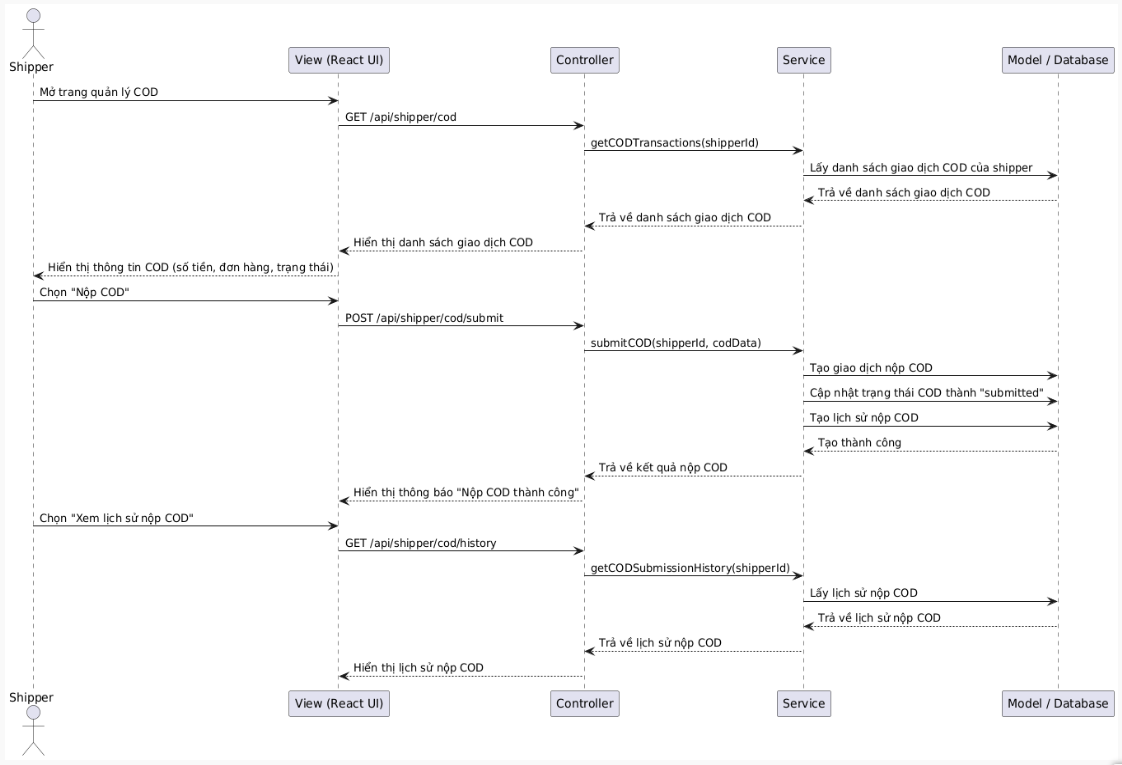 Shipper
View (React UI)
Controller
Service
Model / Database
Mở trang quản lý COD
GET /api/shipper/cod
getCODTransactions(shipperId)
Lấy danh sách giao dịch COD của shipper
Trả về danh sách giao dịch COD
Trả về danh sách giao dịch COD
Hiển thị danh sách giao dịch COD
Hiển thị thông tin COD (số tiền, đơn hàng, trạng thái)
Chọn "Nộp COD"
POST /api/shipper/cod/submit
submitCOD(shipperId, codData)
Tạo giao dịch nộp COD
Cập nhật trạng thái COD thành "submitted"
Tạo lịch sử nộp COD
Tạo thành công
Trả về kết quả nộp COD
Hiển thị thông báo "Nộp COD thành công"
Chọn "Xem lịch sử nộp COD"
GET /api/shipper/cod/history
getCODSubmissionHistory(shipperId)
Lấy lịch sử nộp COD
Trả về lịch sử nộp COD
Trả về lịch sử nộp COD
Hiển thị lịch sử nộp COD
Shipper
View (React UI)
Controller
Service
Model / Database